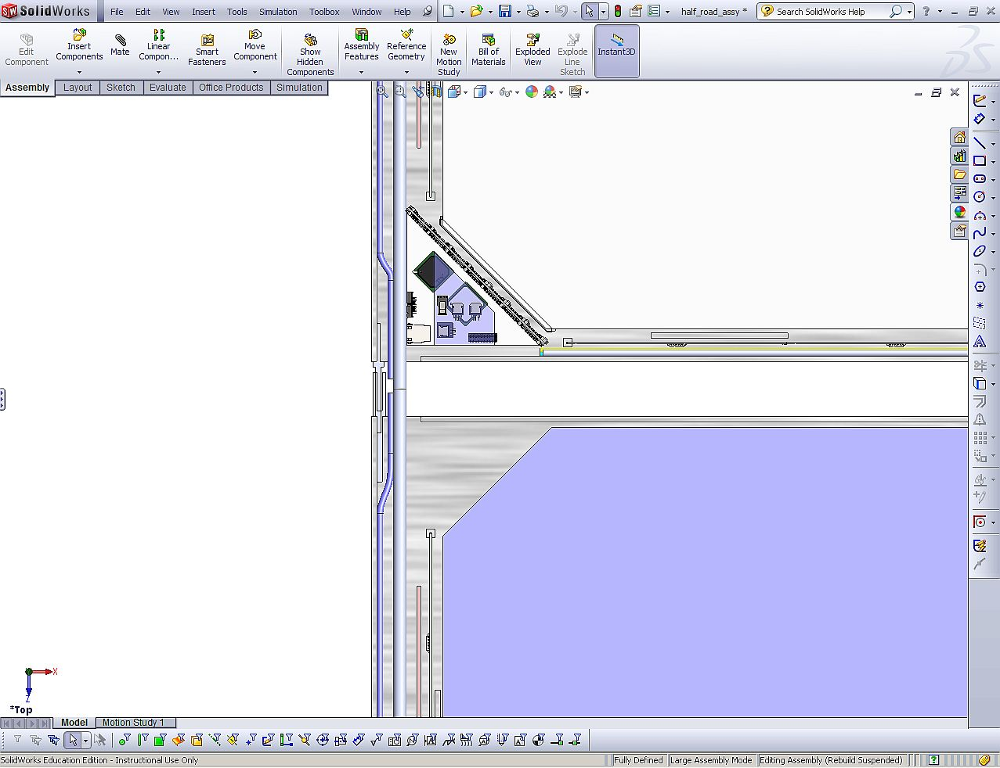 SolidWorks File Edit View Insert Tools Simulation Toolbox Window Help half_road_assy * Search SolidWorks Help ?
Edit Component
Insert Components
Mate
Linear Compon...
Smart Fasteners
Move Component
Show Hidden Components
Assembly Features
Reference Geometry
New Motion Study
Bill of Materials
Exploded View
Explode Line Sketch
Instant3D
Assembly Layout Sketch Evaluate Office Products Simulation
X
Z
*Top
Model Motion Study 1
SolidWorks Education Edition - Instructional Use Only Fully Defined Large Assembly Mode Editing Assembly (Rebuild Suspended) ?